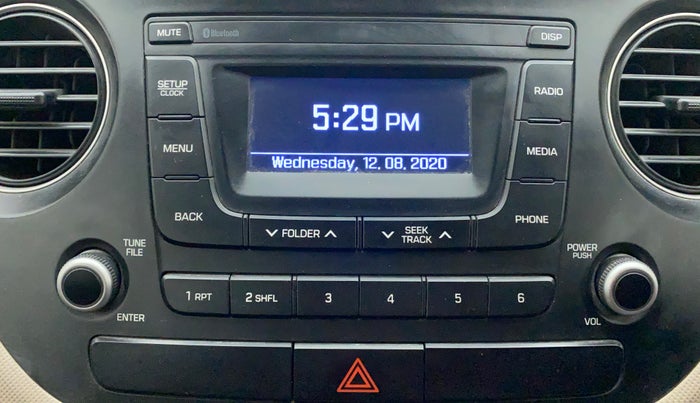 MUTE
Bluetooth
DISP
SETUP
CLOCK
5:29 PM
RADIO
MENU
Wednesday, 12, 08, 2020
MEDIA
BACK
FOLDER
SEEK
TRACK
PHONE
TUNE
FILE
POWER
PUSH
1 RPT
2 SHFL
3
4
5
6
ENTER
VOL